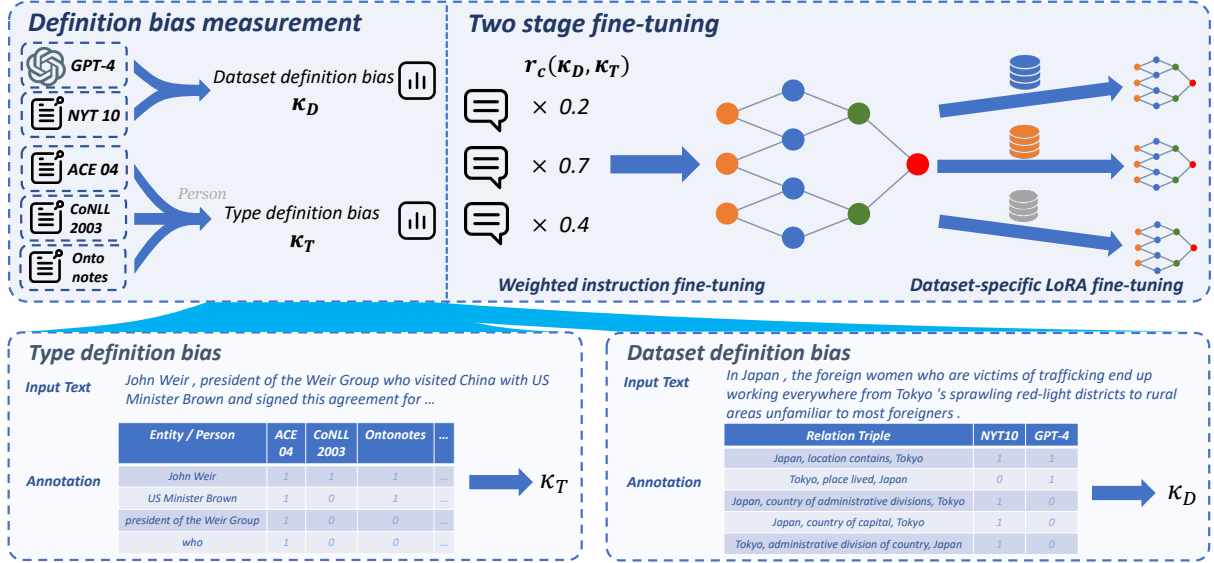 Definition bias measurement
GPT-4
NYT 10
ACE 04
CoNLL
2003
Onto
notes
Dataset definition bias
κ_D
Person
Type definition bias
κ_T
Two stage fine-tuning
r_c(κ_D, κ_T)
× 0.2
× 0.7
× 0.4
Weighted instruction fine-tuning
Dataset-specific LoRA fine-tuning
Type definition bias
Input Text
John Weir , president of the Weir Group who visited China with US
Minister Brown and signed this agreement for …
Annotation
Entity / Person ACE 04 CoNLL 2003 Ontonotes …
John Weir 1 1 1 …
US Minister Brown 1 0 1 …
president of the Weir Group 1 0 0 …
who 1 0 0 …
κ_T
Dataset definition bias
Input Text
In Japan , the foreign women who are victims of trafficking end up
working everywhere from Tokyo 's sprawling red-light districts to rural
areas unfamiliar to most foreigners .
Annotation
Relation Triple NYT10 GPT-4
Japan, location contains, Tokyo 1 1
Tokyo, place lived, Japan 0 1
Japan, country of administrative divisions, Tokyo 1 0
Japan, country of capital, Tokyo 1 0
Tokyo, administrative division of country, Japan 1 0
κ_D